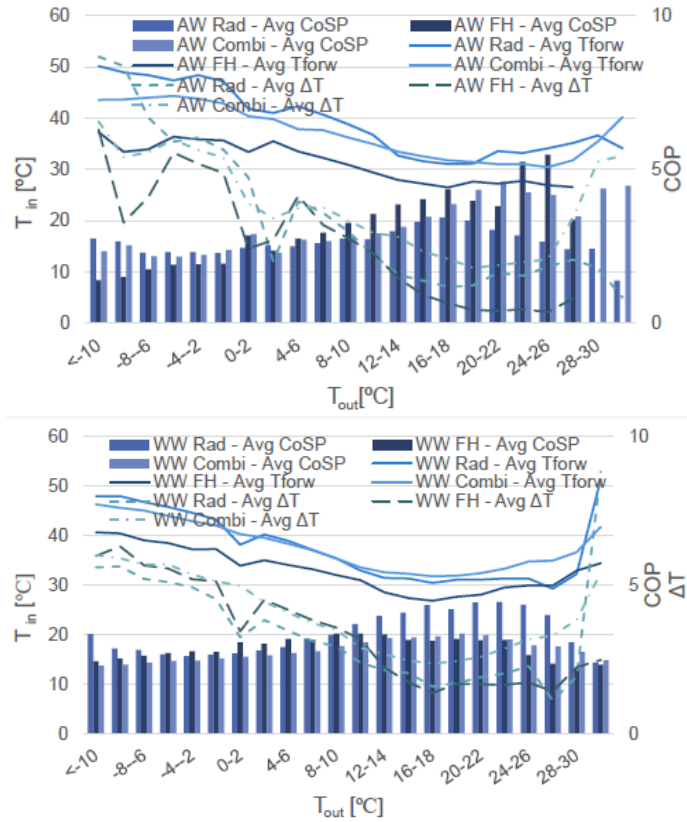 60
50
40
30
20
10
0
T in [ºC]
AW Rad - Avg CoSP
AW FH - Avg CoSP
AW Combi - Avg CoSP
AW Rad - Avg Tforw
AW FH - Avg Tforw
AW Combi - Avg Tforw
AW Rad - Avg ΔT
AW FH - Avg ΔT
AW Combi - Avg ΔT
10
5
0
COP
<-10
-8--6
-4--2
0-2
4-6
8-10
12-14
16-18
20-22
24-26
28-30
Tout[ºC]
60
50
40
30
20
10
0
T in [ºC]
WW Rad - Avg CoSP
WW FH - Avg CoSP
WW Combi - Avg CoSP
WW Rad - Avg Tforw
WW FH - Avg Tforw
WW Combi - Avg Tforw
WW Rad - Avg ΔT
WW FH - Avg ΔT
WW Combi - Avg ΔT
10
5
0
COP
ΔT
<-10
-8--6
-4--2
0-2
4-6
8-10
12-14
16-18
20-22
24-26
28-30
Tout [ºC]